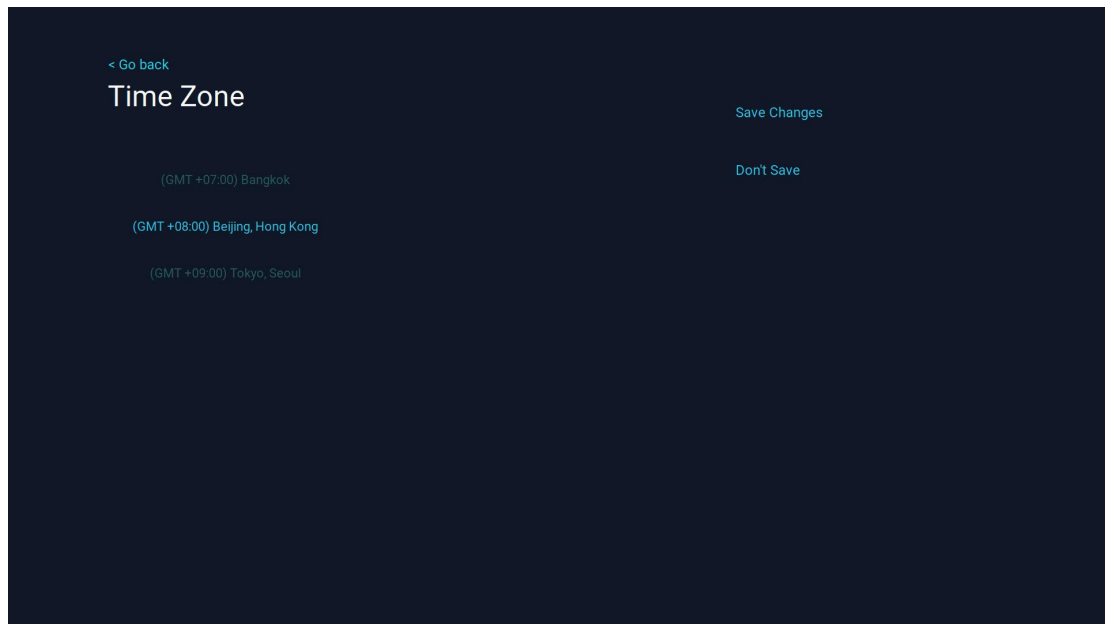 < Go back
Time Zone
Save Changes
Don't Save
(GMT +07:00) Bangkok
(GMT +08:00) Beijing, Hong Kong
(GMT +09:00) Tokyo, Seoul